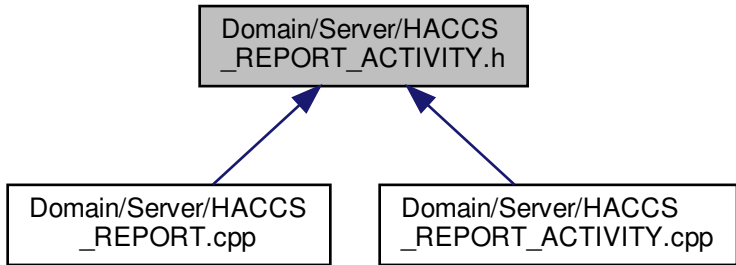 Domain/Server/HACCS
_REPORT_ACTIVITY.h
Domain/Server/HACCS
_REPORT.cpp
Domain/Server/HACCS
_REPORT_ACTIVITY.cpp